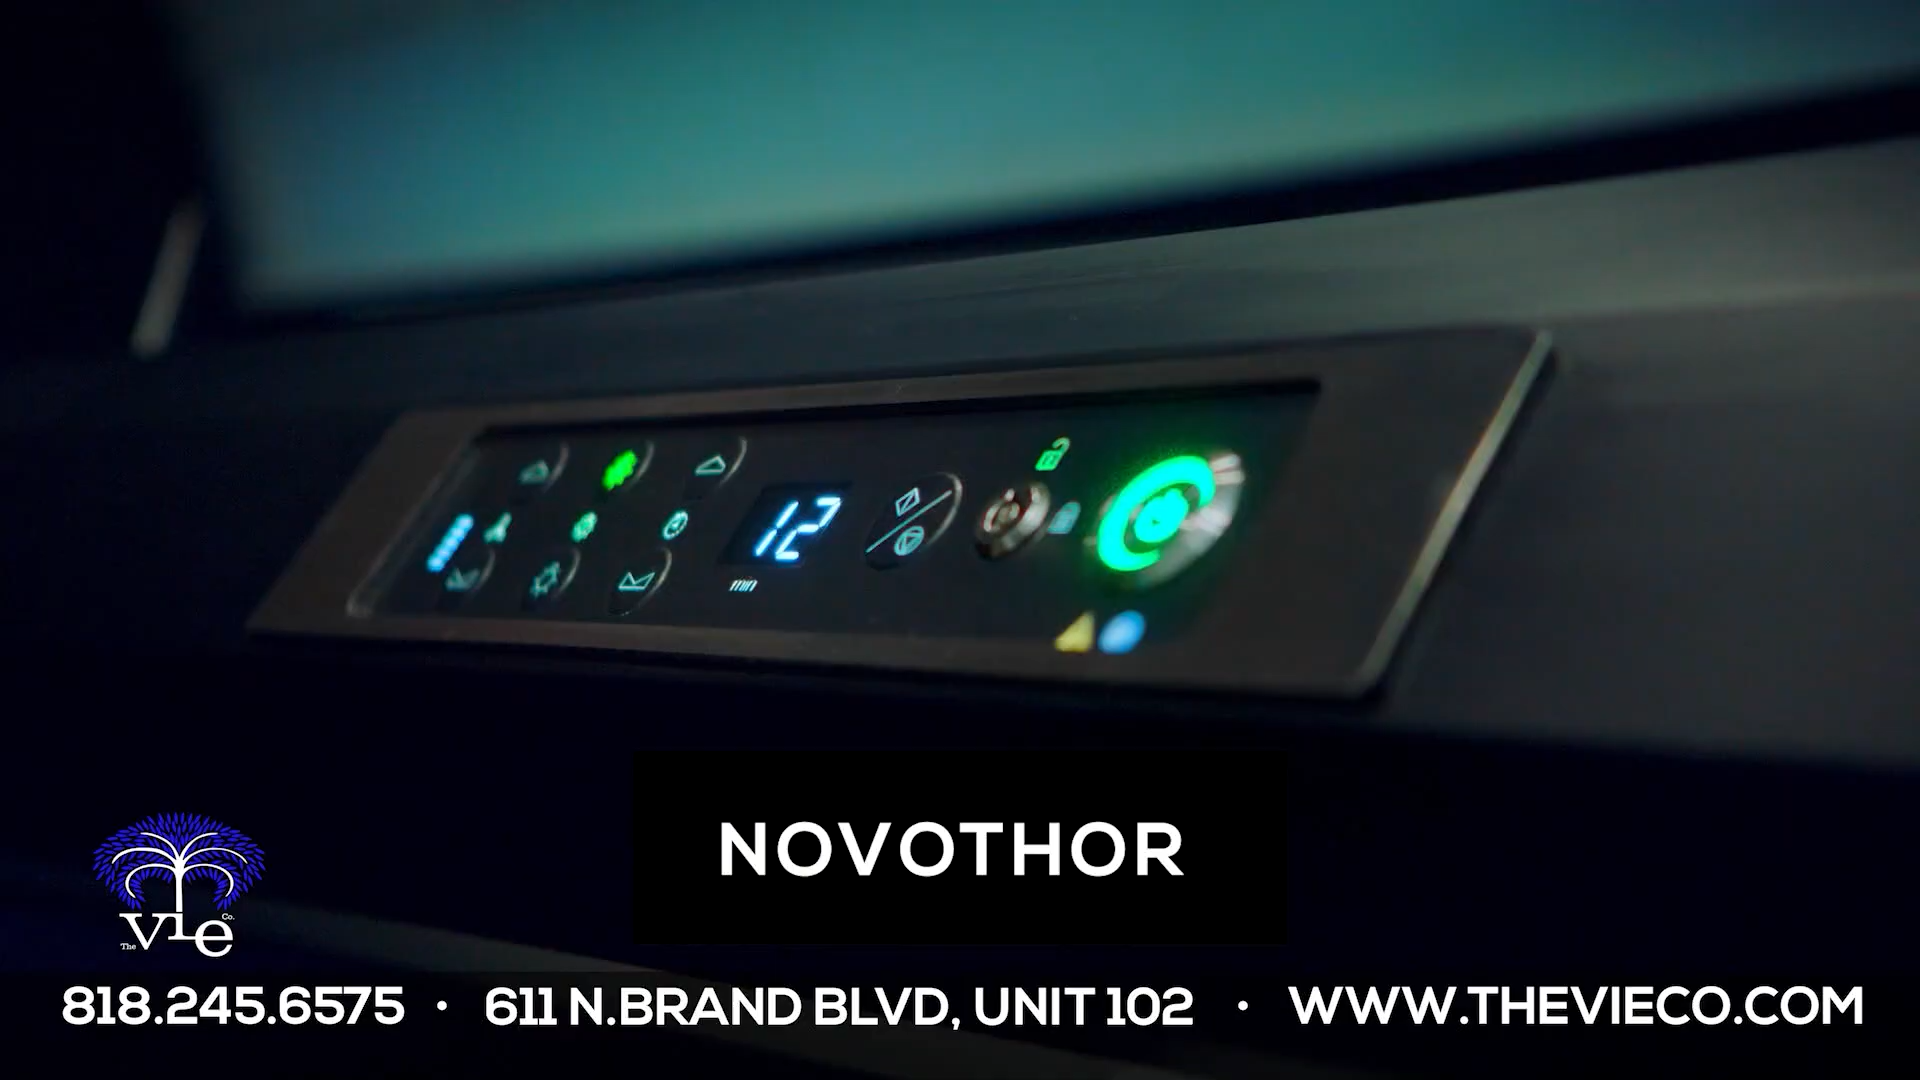 12
min
NOVOTHOR
The Vie Co.
818.245.6575 • 611 N.BRAND BLVD, UNIT 102 • WWW.THEVIECO.COM